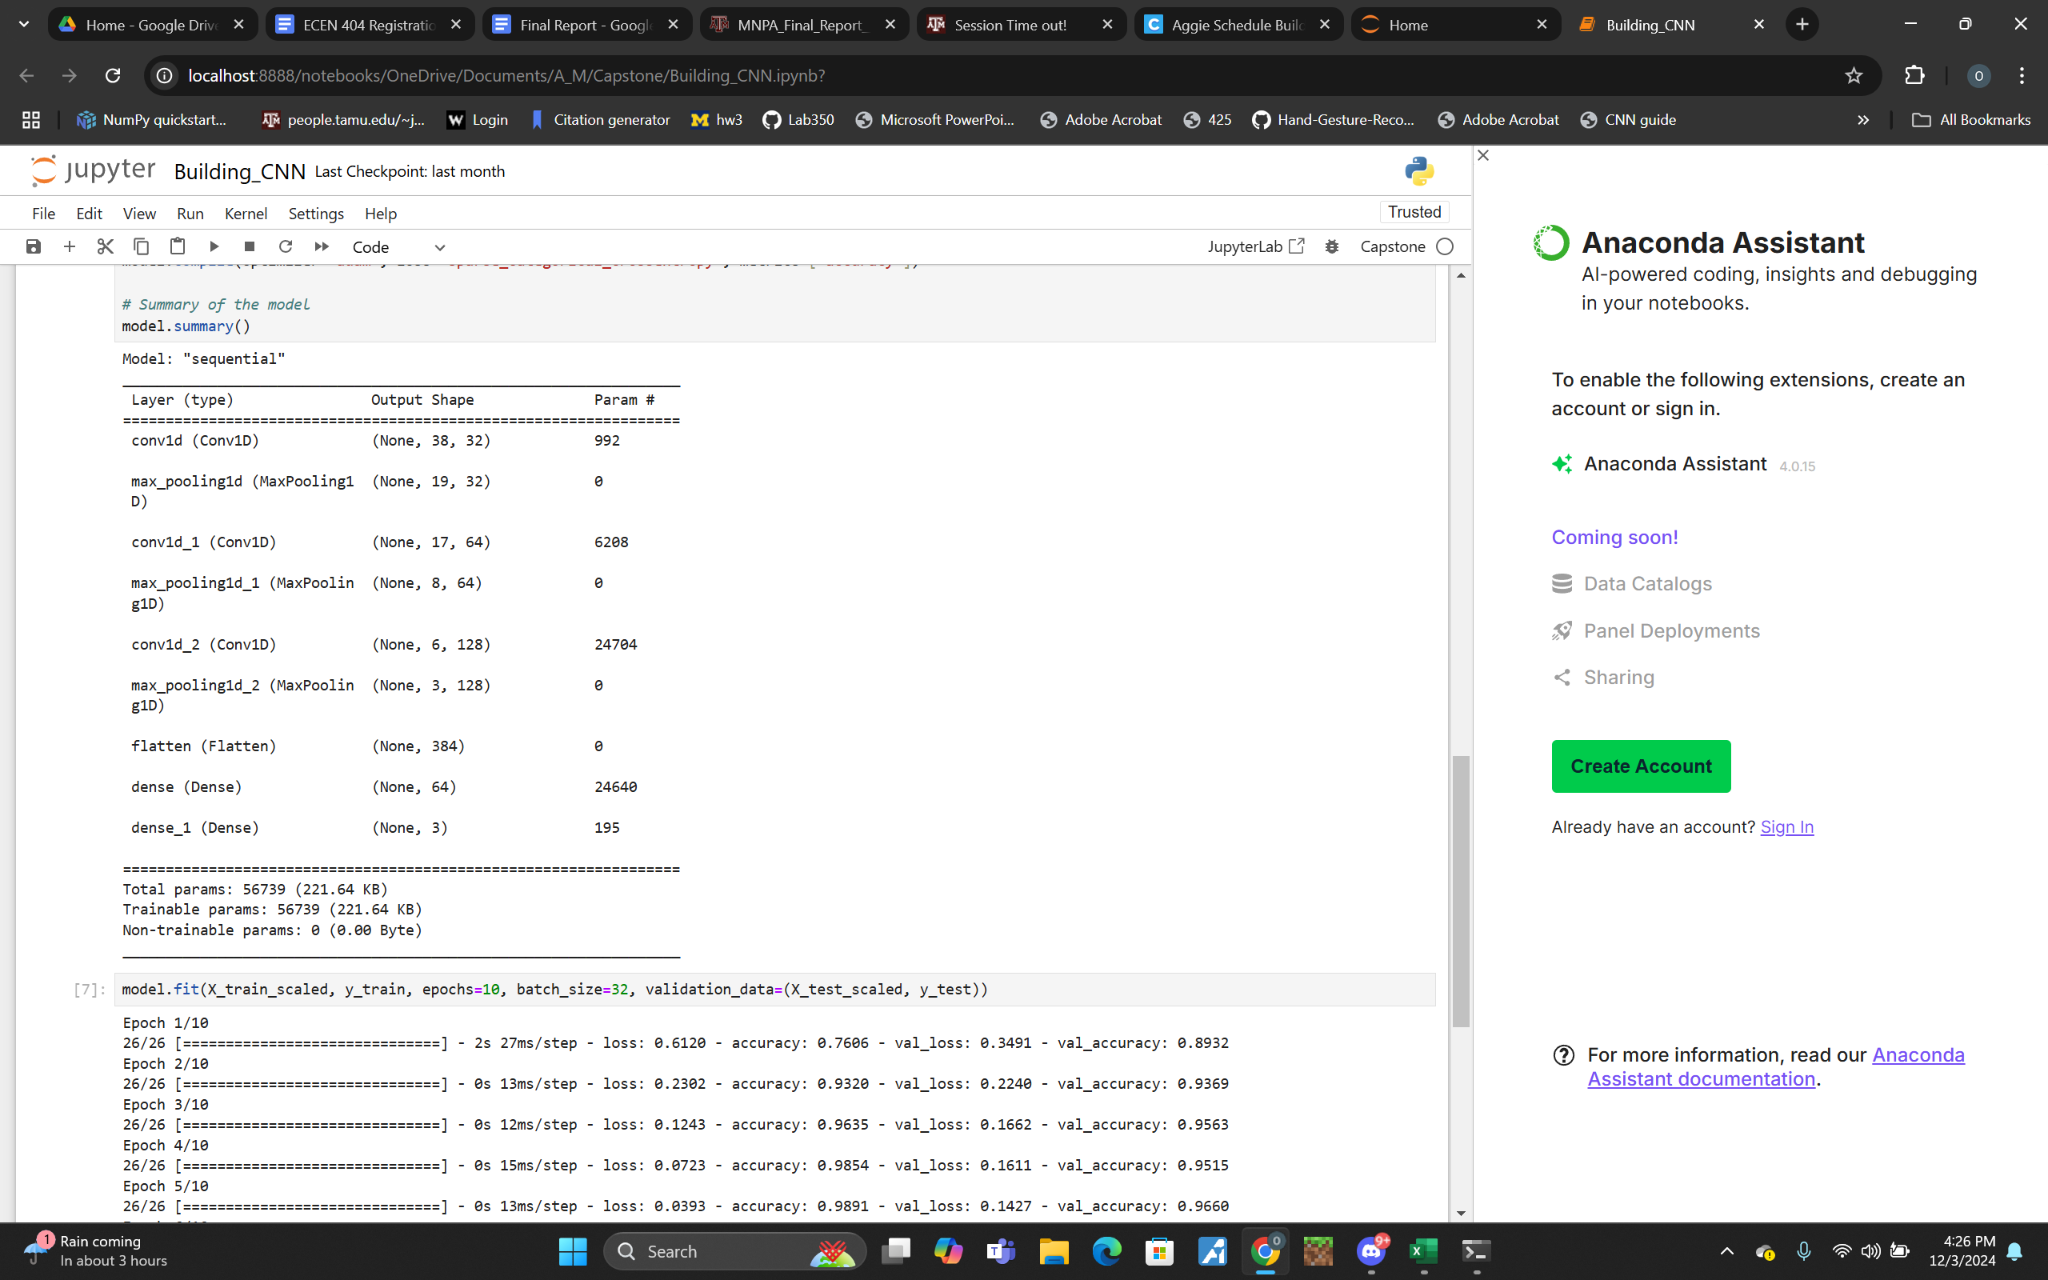 Home - Google Drive
ECEN 404 Registratio
Final Report - Google
MNPA_Final_Report_
Session Time out!
Aggie Schedule Buil
Home
Building_CNN
localhost:8888/notebooks/OneDrive/Documents/A_M/Capstone/Building_CNN.ipynb?
O
NumPy quickstart...
people.tamu.edu/~j...
Login
Citation generator
hw3
Lab350
Microsoft PowerPoi...
Adobe Acrobat
425
Hand-Gesture-Reco...
Adobe Acrobat
CNN guide
All Bookmarks
jupyter Building_CNN Last Checkpoint: last month
File Edit View Run Kernel Settings Help
Trusted
Code
JupyterLab
Capstone
# Summary of the model
model.summary()
Model: "sequential"
Layer (type) Output Shape Param #
=================================================================
conv1d (Conv1D) (None, 38, 32) 992
max_pooling1d (MaxPooling1 (None, 19, 32) 0
D)
conv1d_1 (Conv1D) (None, 17, 64) 6208
max_pooling1d_1 (MaxPoolin (None, 8, 64) 0
g1D)
conv1d_2 (Conv1D) (None, 6, 128) 24704
max_pooling1d_2 (MaxPoolin (None, 3, 128) 0
g1D)
flatten (Flatten) (None, 384) 0
dense (Dense) (None, 64) 24640
dense_1 (Dense) (None, 3) 195
=================================================================
Total params: 56739 (221.64 KB)
Trainable params: 56739 (221.64 KB)
Non-trainable params: 0 (0.00 Byte)
[7]: model.fit(X_train_scaled, y_train, epochs=10, batch_size=32, validation_data=(X_test_scaled, y_test))
Epoch 1/10
26/26 [==============================] - 2s 27ms/step - loss: 0.6120 - accuracy: 0.7606 - val_loss: 0.3491 - val_accuracy: 0.8932
Epoch 2/10
26/26 [==============================] - 0s 13ms/step - loss: 0.2302 - accuracy: 0.9320 - val_loss: 0.2240 - val_accuracy: 0.9369
Epoch 3/10
26/26 [==============================] - 0s 12ms/step - loss: 0.1243 - accuracy: 0.9635 - val_loss: 0.1662 - val_accuracy: 0.9563
Epoch 4/10
26/26 [==============================] - 0s 15ms/step - loss: 0.0723 - accuracy: 0.9854 - val_loss: 0.1611 - val_accuracy: 0.9515
Epoch 5/10
26/26 [==============================] - 0s 13ms/step - loss: 0.0393 - accuracy: 0.9891 - val_loss: 0.1427 - val_accuracy: 0.9660
Anaconda Assistant
AI-powered coding, insights and debugging
in your notebooks.
To enable the following extensions, create an
account or sign in.
Anaconda Assistant 4.0.15
Coming soon!
Data Catalogs
Panel Deployments
Sharing
Create Account
Already have an account? Sign In
For more information, read our Anaconda
Assistant documentation.
1
Rain coming
In about 3 hours
Search
9+
4:26 PM
12/3/2024